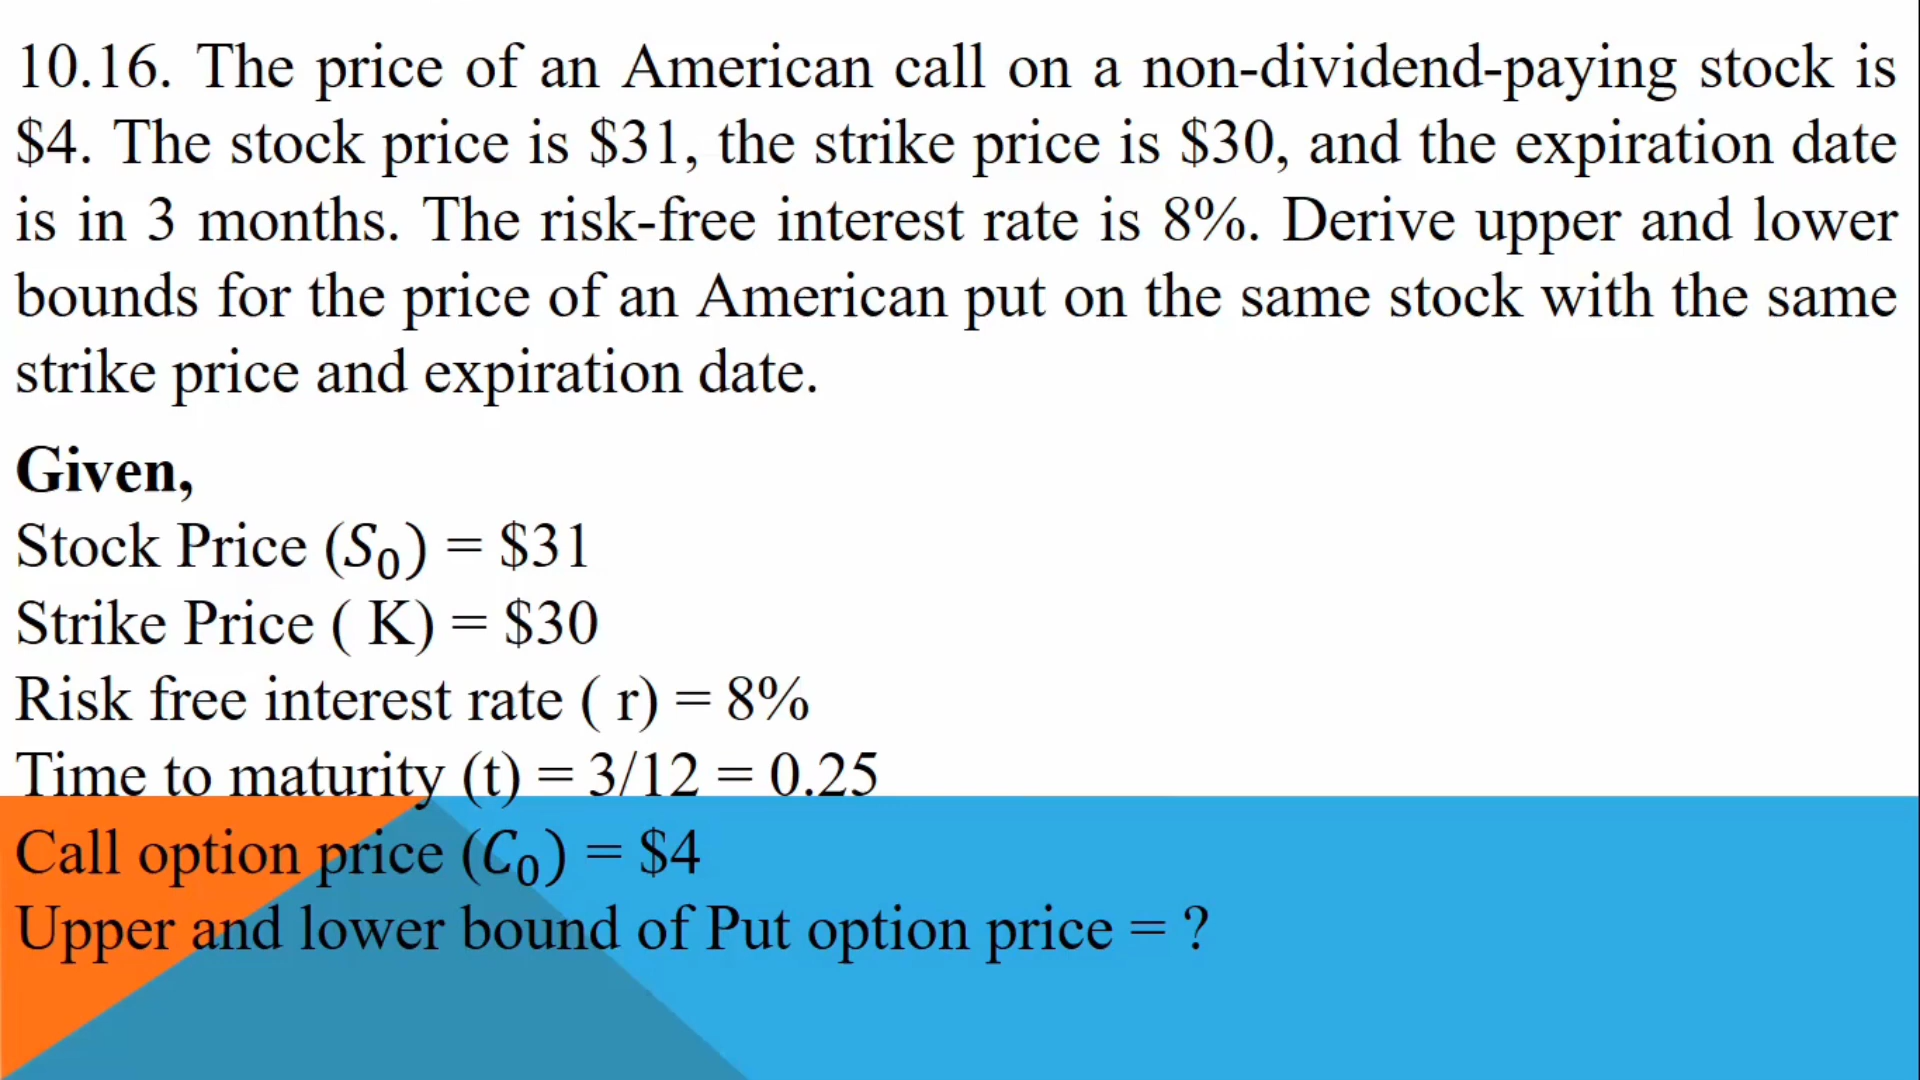 10.16. The price of an American call on a non-dividend-paying stock is
$4. The stock price is $31, the strike price is $30, and the expiration date
is in 3 months. The risk-free interest rate is 8%. Derive upper and lower
bounds for the price of an American put on the same stock with the same
strike price and expiration date.
Given,
Stock Price (S₀) = $31
Strike Price ( K) = $30
Risk free interest rate ( r) = 8%
Time to maturity (t) = 3/12 = 0.25
Call option price (C₀) = $4
Upper and lower bound of Put option price = ?